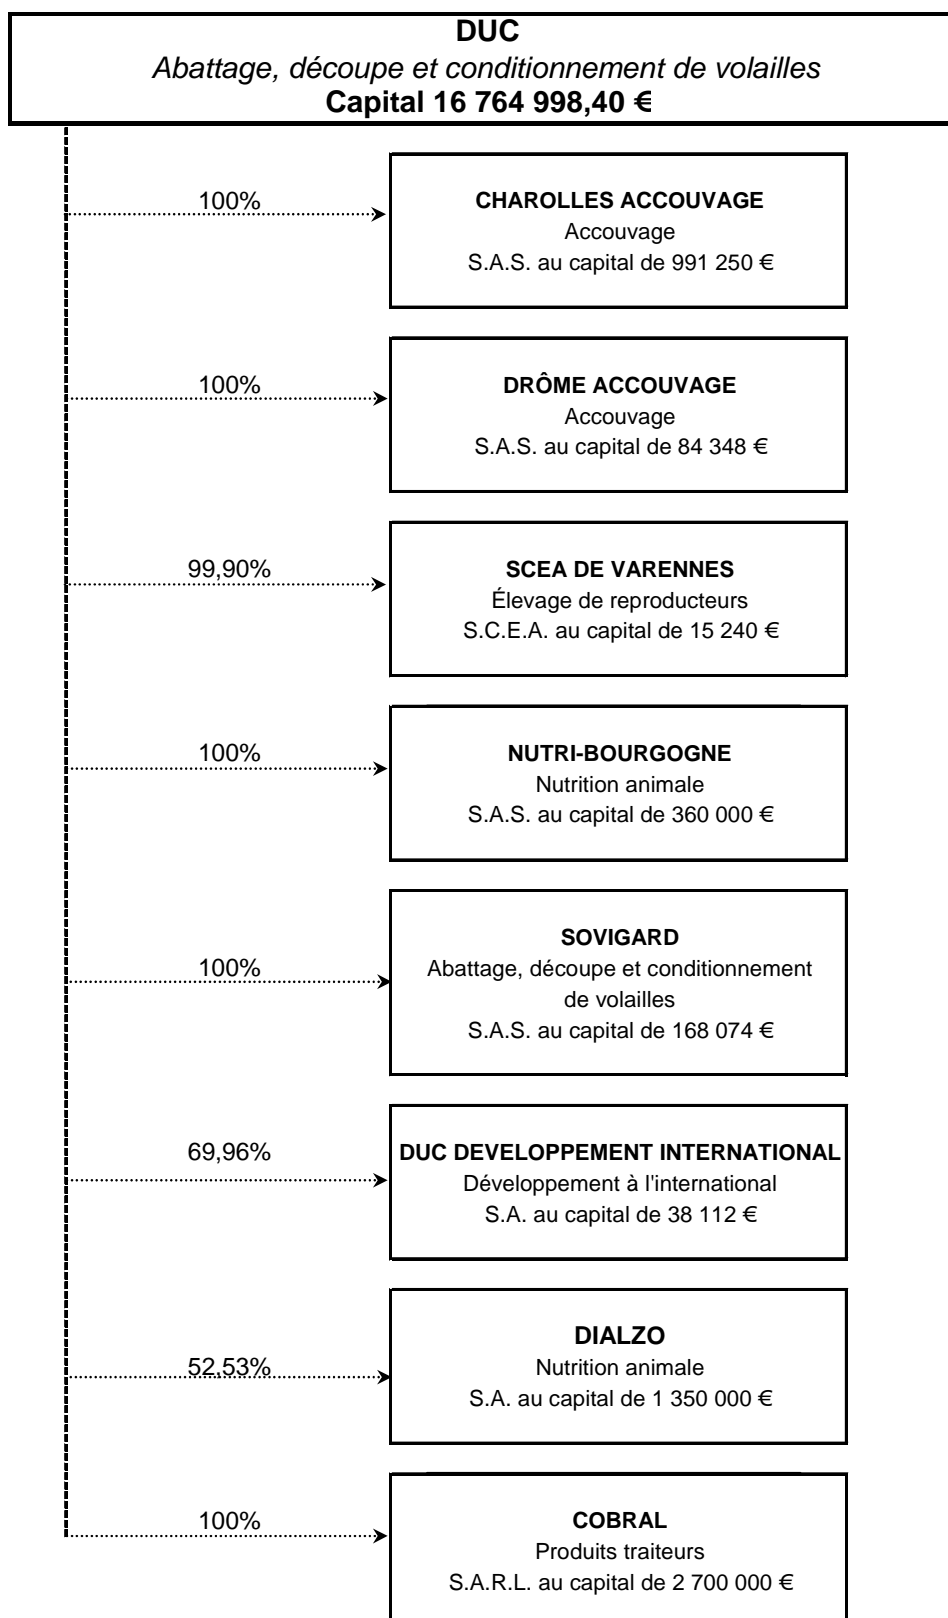 DUC
Abattage, découpe et conditionnement de volailles
Capital 16 764 998,40 €
100%
CHAROLLES ACCOUVAGE
Accouvage
S.A.S. au capital de 991 250 €
100%
DRÔME ACCOUVAGE
Accouvage
S.A.S. au capital de 84 348 €
99,90%
SCEA DE VARENNES
Élevage de reproducteurs
S.C.E.A. au capital de 15 240 €
100%
NUTRI-BOURGOGNE
Nutrition animale
S.A.S. au capital de 360 000 €
100%
SOVIGARD
Abattage, découpe et conditionnement
de volailles
S.A.S. au capital de 168 074 €
69,96%
DUC DEVELOPPEMENT INTERNATIONAL
Développement à l'international
S.A. au capital de 38 112 €
52,53%
DIALZO
Nutrition animale
S.A. au capital de 1 350 000 €
100%
COBRAL
Produits traiteurs
S.A.R.L. au capital de 2 700 000 €